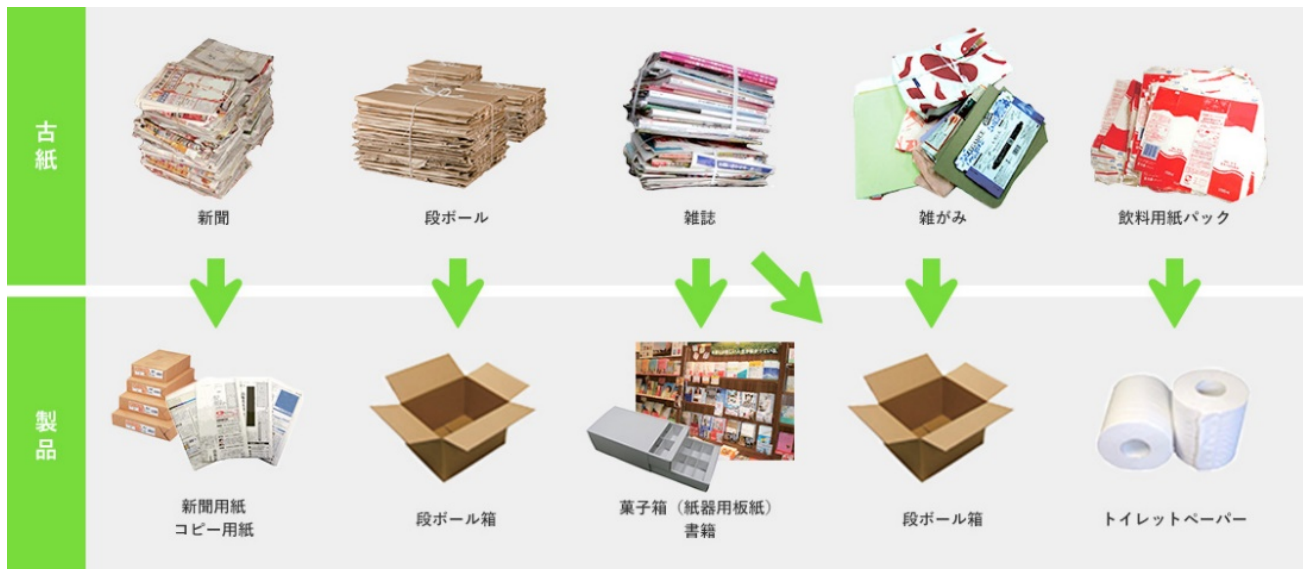 古紙
新聞
段ボール
雑誌
雑がみ
飲料用紙パック
製品
新聞用紙
コピー用紙
段ボール箱
菓子箱（紙器用板紙）
書籍
段ボール箱
トイレットペーパー